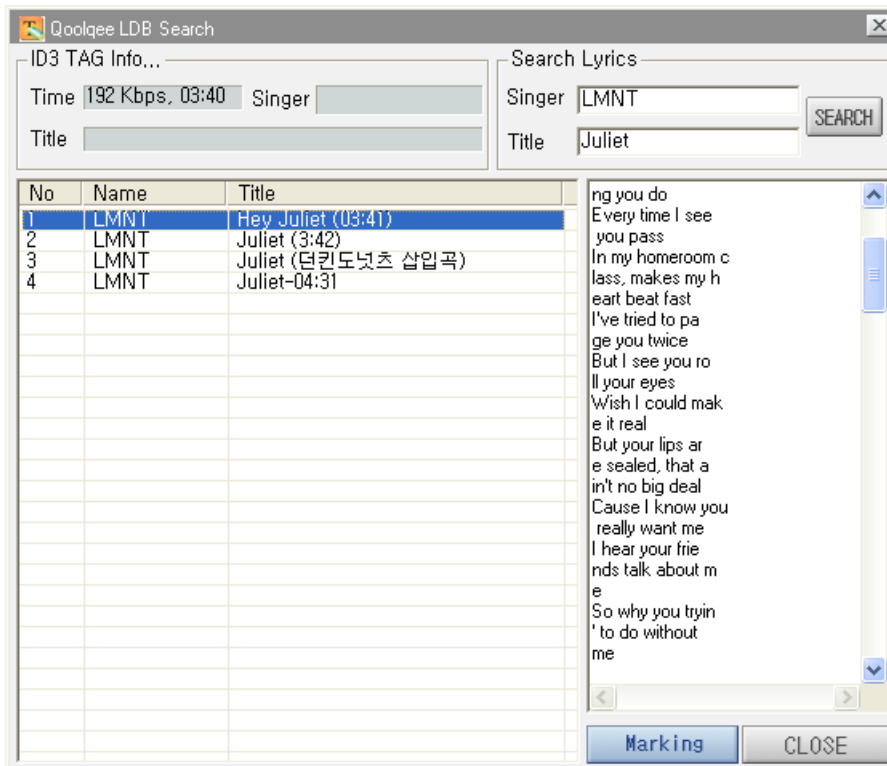 Qoolqee LDB Search
ID3 TAG Info,,,
Time 192 Kbps, 03:40 Singer
Title
Search Lyrics
Singer LMNT
Title Juliet
SEARCH
No Name Title
1 LMNT Hey Juliet (03:41)
2 LMNT Juliet (3:42)
3 LMNT Juliet (던킨도넛츠 삽입곡)
4 LMNT Juliet-04:31
ng you do
Every time I see
you pass
In my homeroom c
lass, makes my h
eart beat fast
I've tried to pa
ge you twice
But I see you ro
ll your eyes
Wish I could mak
e it real
But your lips ar
e sealed, that a
in't no big deal
Cause I know you
really want me
I hear your frie
nds talk about m
e
So why you tryin
' to do without
me
Marking
CLOSE